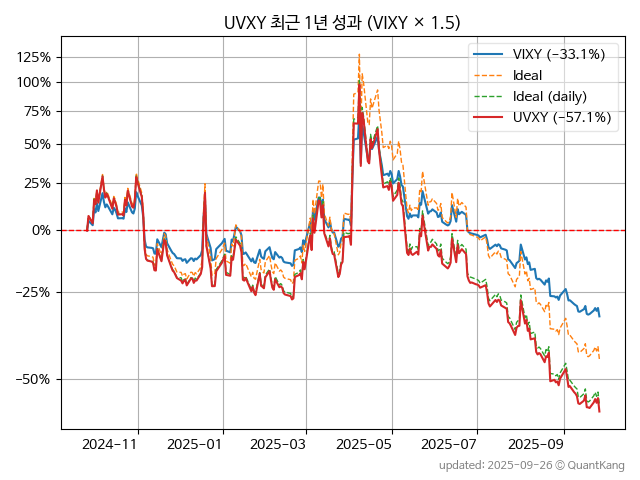 UVXY 최근 1년 성과 (VIXY × 1.5)
125%
100%
75%
50%
25%
0%
−25%
−50%
VIXY (−33.1%)
Ideal
Ideal (daily)
UVXY (−57.1%)
2024-11
2025-01
2025-03
2025-05
2025-07
2025-09
updated: 2025-09-26 © QuantKang